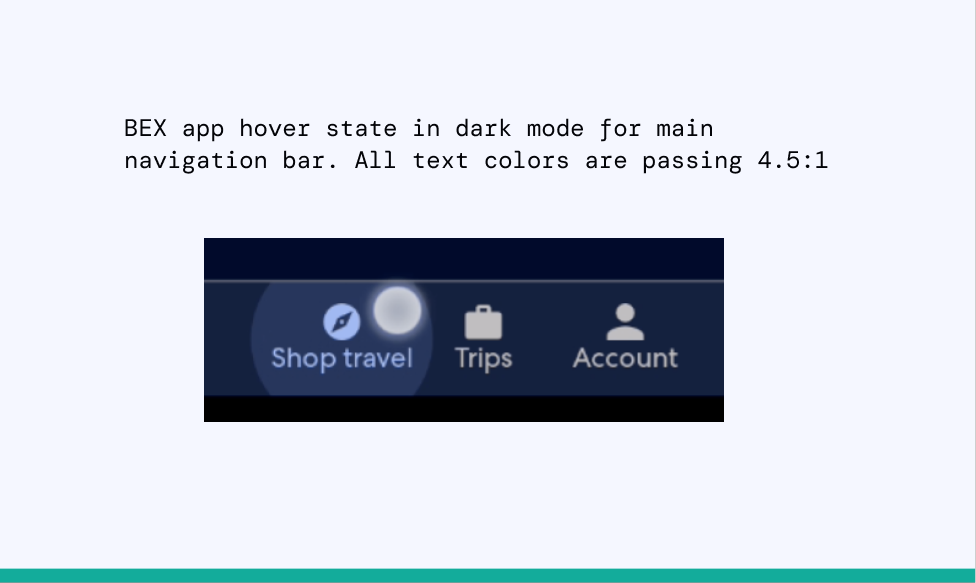 BEX app hover state in dark mode for main
navigation bar. All text colors are passing 4.5:1
Shop travel
Trips
Account